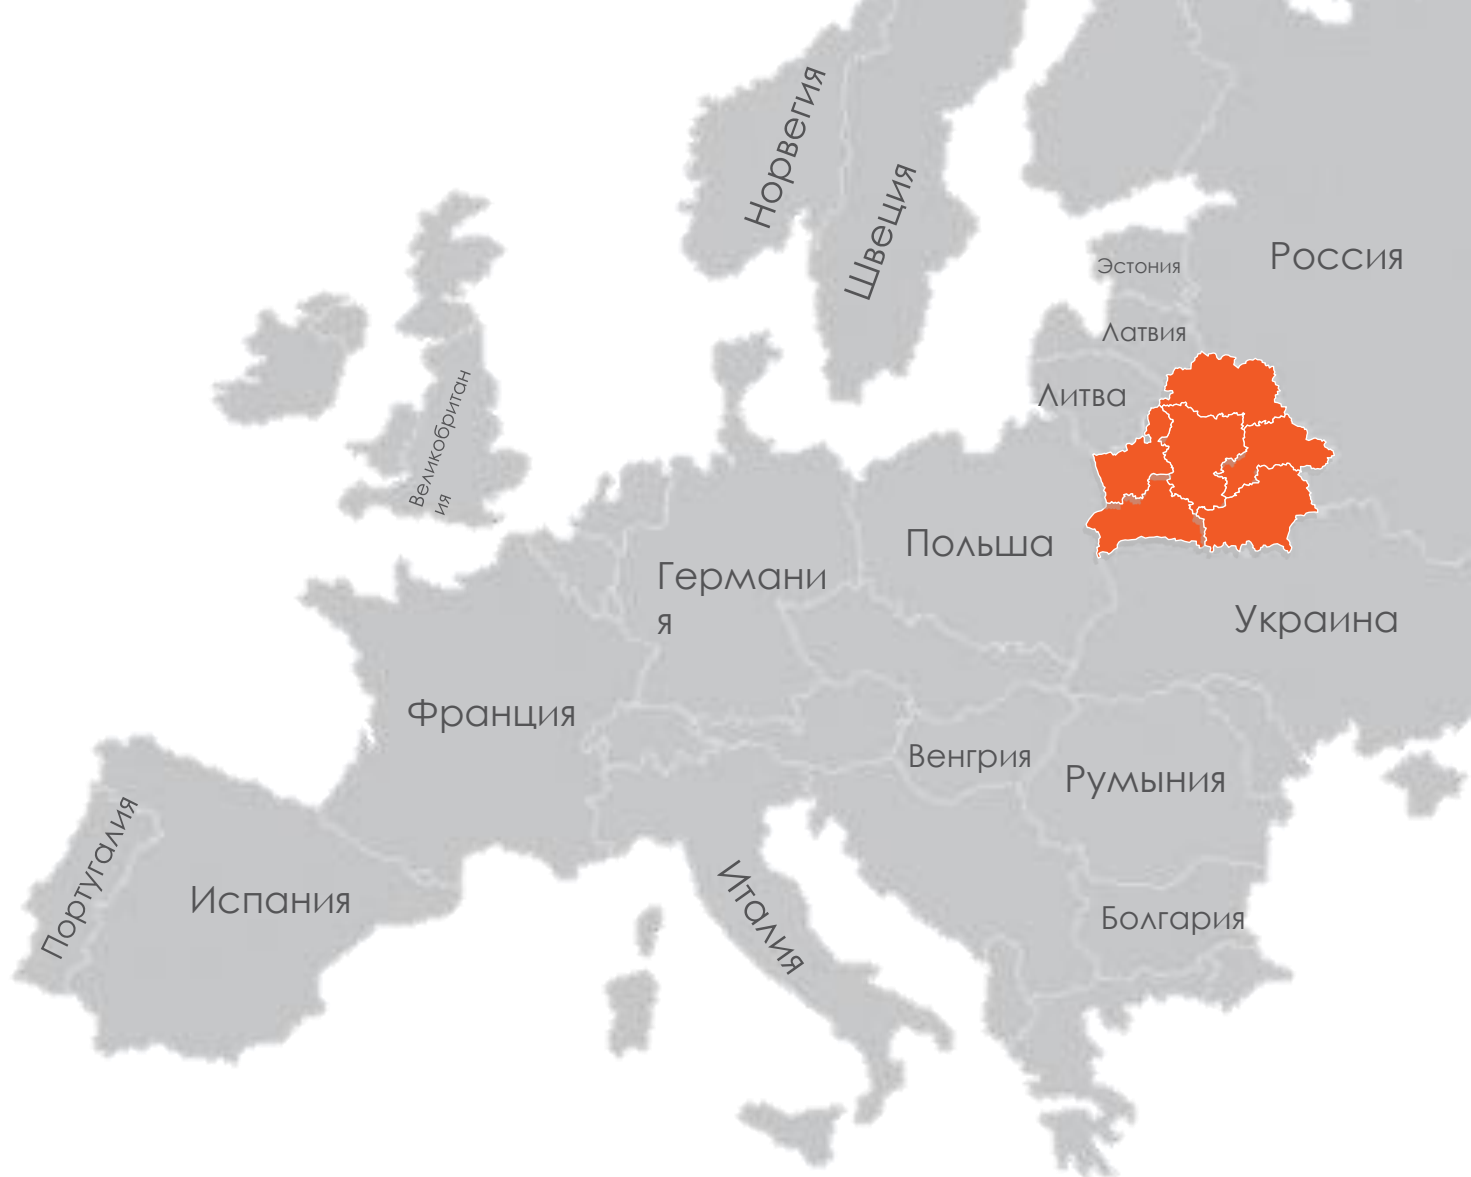 Норвегия
Швеция
Эстония
Россия
Латвия
Литва
Великобритан
ия
Польша
Германи
я
Украина
Франция
Венгрия
Румыния
Португалия
Испания
Италия
Болгария